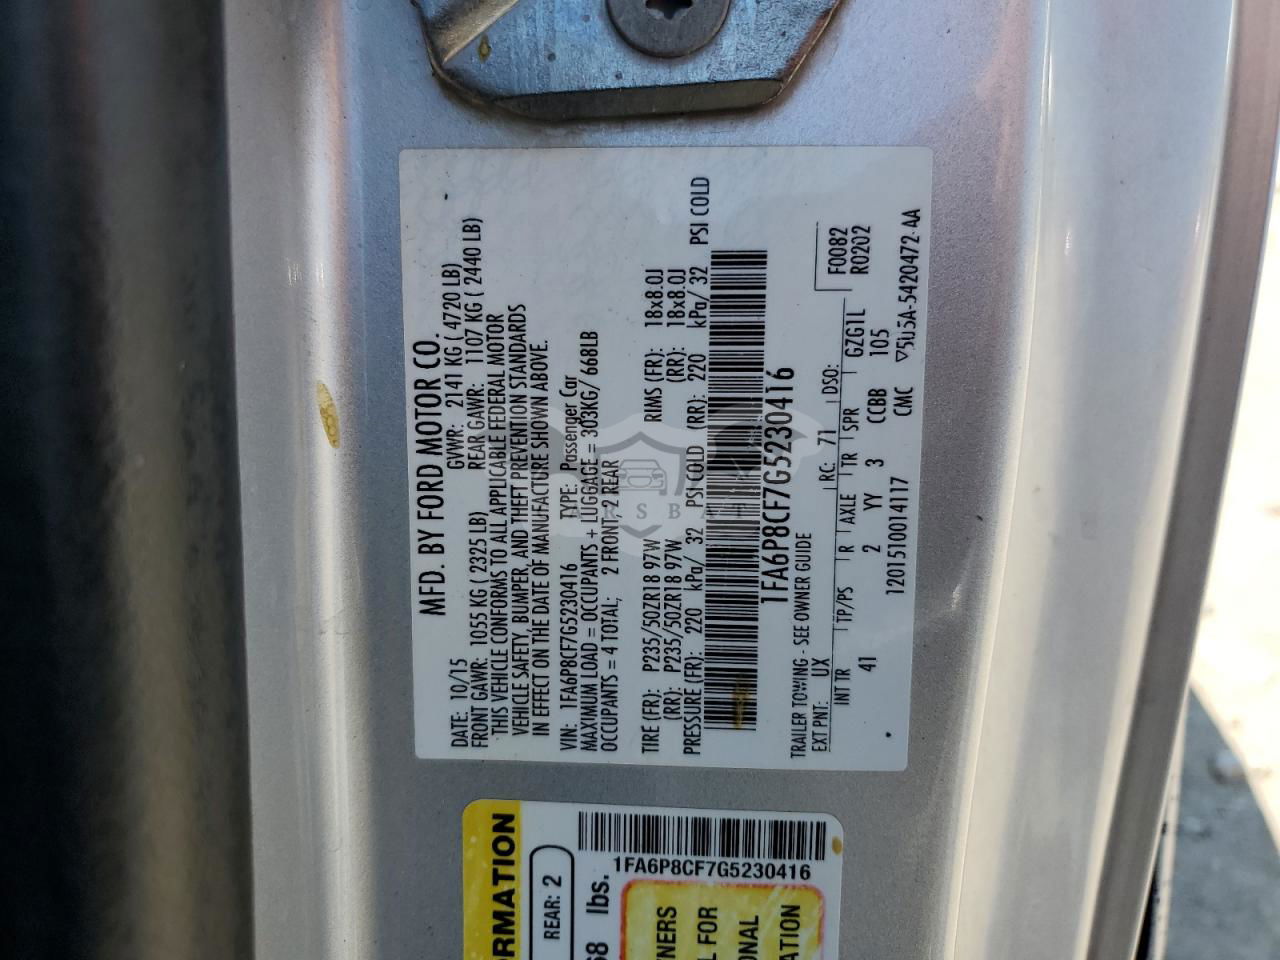 MFD. BY FORD MOTOR CO.
DATE: 10/15 GVWR: 2141 KG ( 4720 LB)
FRONT GAWR: 1055 KG ( 2325 LB) REAR GAWR: 1107 KG ( 2440 LB)
THIS VEHICLE CONFORMS TO ALL APPLICABLE FEDERAL MOTOR
VEHICLE SAFETY, BUMPER, AND THEFT PREVENTION STANDARDS
IN EFFECT ON THE DATE OF MANUFACTURE SHOWN ABOVE.
VIN: 1FA6P8CF7G5230416 TYPE: Passenger Car
MAXIMUM LOAD = OCCUPANTS + LUGGAGE = 303KG/ 668LB
OCCUPANTS = 4 TOTAL; 2 FRONT, 2 REAR
TIRE (FR): P235/50ZR18 97W RIMS (FR): 18x8.0J
(RR): P235/50ZR18 97W (RR): 18x8.0J
PRESSURE (FR): 220 kPa/ 32 PSI COLD (RR): 220 kPa/ 32 PSI COLD
1FA6P8CF7G5230416
TRAILER TOWING - SEE OWNER GUIDE
EXT PNT: UX RC: 71 DSO: F0082
INT TR TP/PS R AXLE TR SPR GZG1L R0202
41 2 YY 3 CCBB 105
1201510014117 CMC
1FA6P8CF7G5230416
REAR: 2
lbs.